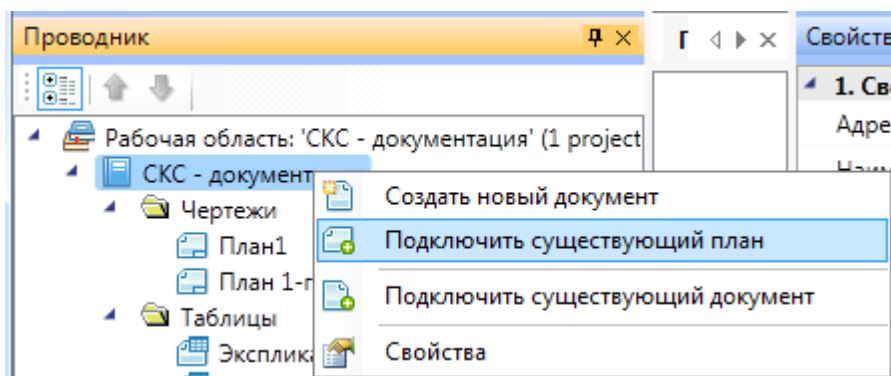 Проводник
Свойств
Рабочая область: 'СКС - документация' (1 project
1. Св
Адре
СКС - документ
Чертежи
План1
План 1-г
Таблицы
Эксплик
Создать новый документ
Подключить существующий план
Подключить существующий документ
Свойства